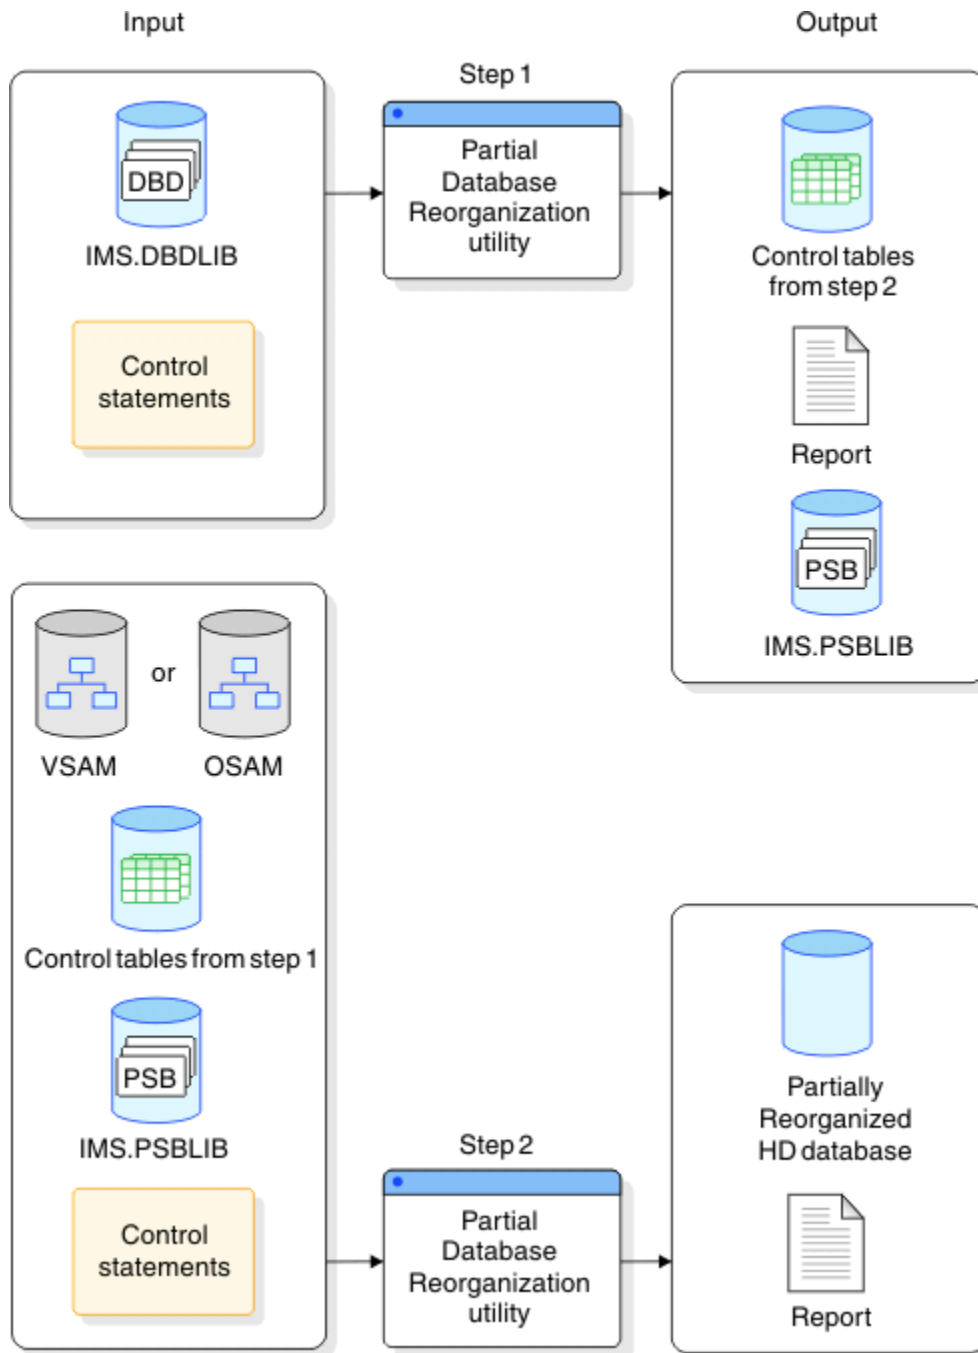 Input
Output
Step 1
DBD
IMS.DBDLIB
Control
statements
Partial
Database
Reorganization
utility
Control tables
from step 2
Report
PSB
IMS.PSBLIB
VSAM
or
OSAM
Control tables from step 1
PSB
IMS.PSBLIB
Control
statements
Step 2
Partial
Database
Reorganization
utility
Partially
Reorganized
HD database
Report